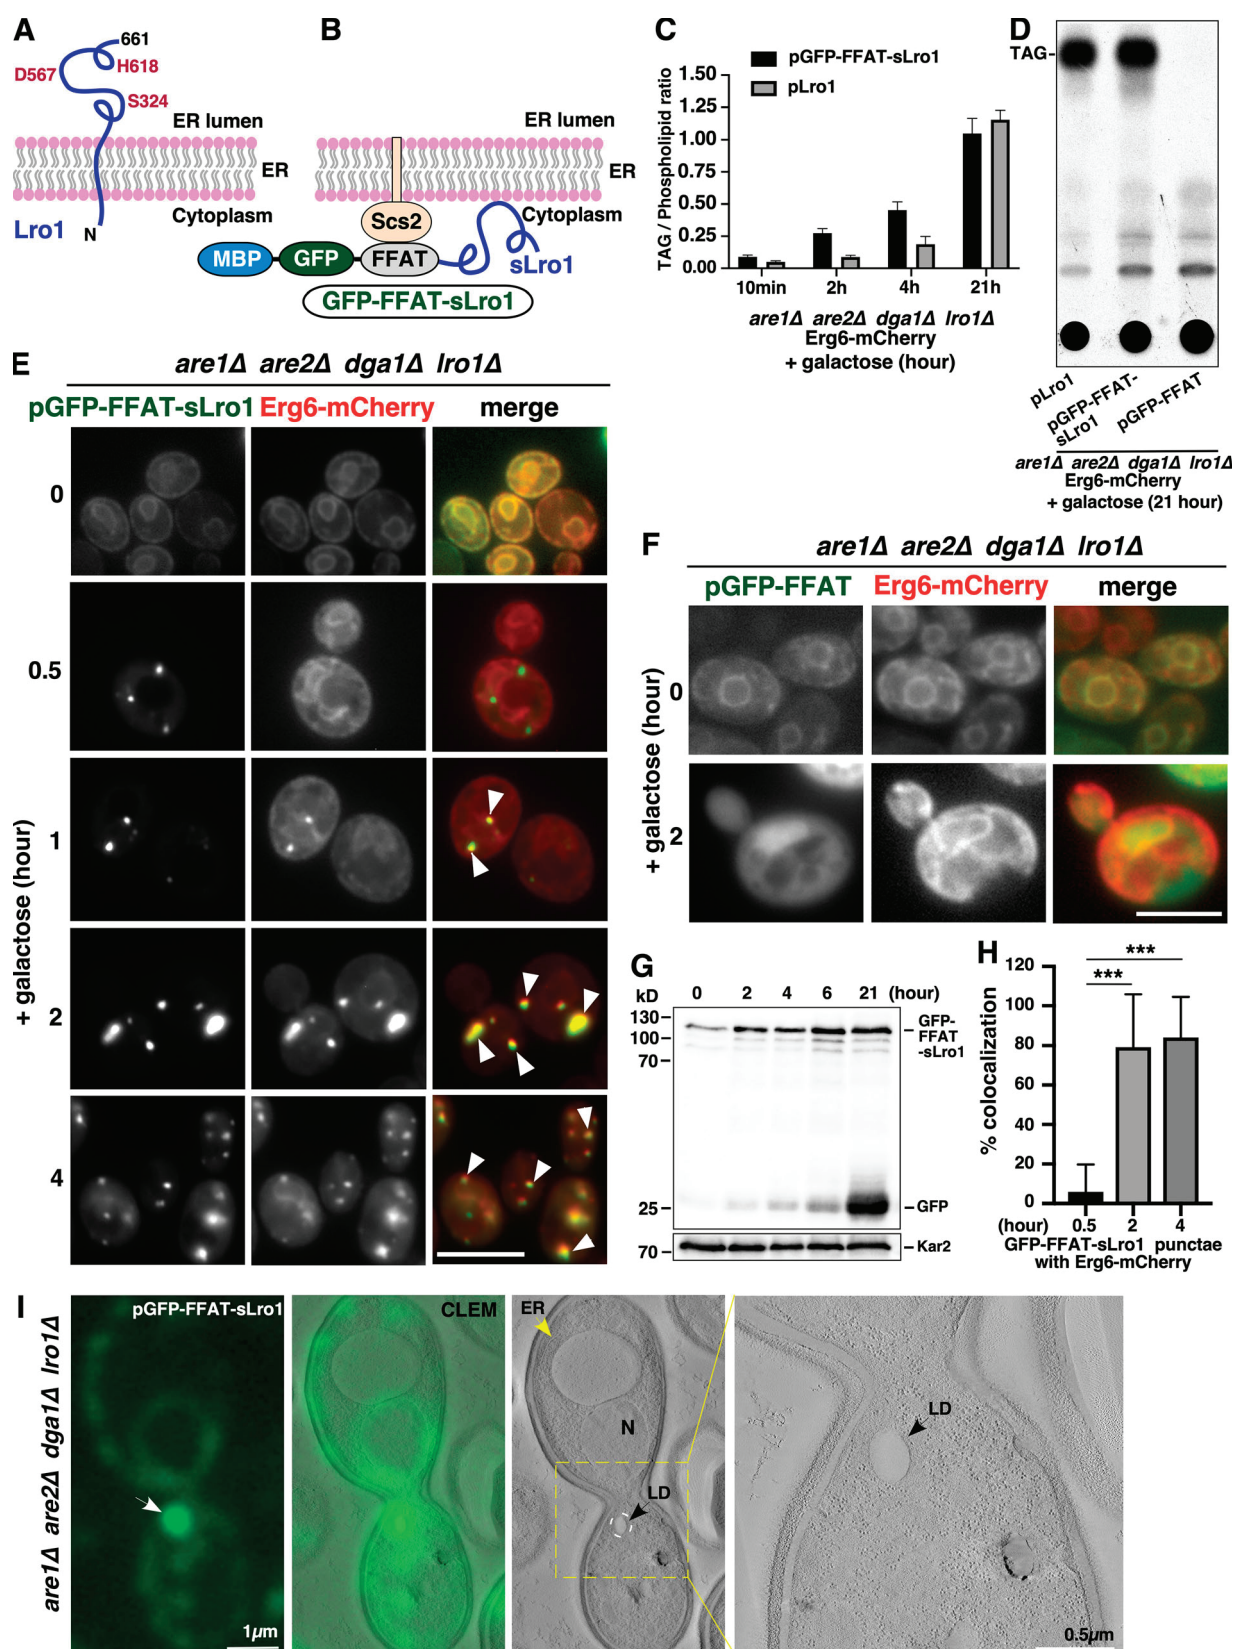 A
661
D567
H618
S324
ER lumen
ER
Cytoplasm
Lro1
N
B
ER lumen
ER
Cytoplasm
Scs2
MBP
GFP
FFAT
sLro1
GFP-FFAT-sLro1
C
pGFP-FFAT-sLro1
pLro1
TAG / Phospholipid ratio
1.50
1.25
1.00
0.75
0.50
0.25
0.00
10min 2h 4h 21h
are1Δ are2Δ dga1Δ lro1Δ
Erg6-mCherry
+ galactose (hour)
D
TAG-
pLro1
pGFP-FFAT-
sLro1
pGFP-FFAT
are1Δ are2Δ dga1Δ lro1Δ
Erg6-mCherry
+ galactose (21 hour)
E
are1Δ are2Δ dga1Δ lro1Δ
pGFP-FFAT-sLro1 Erg6-mCherry merge
+ galactose (hour)
0
0.5
1
2
4
F
are1Δ are2Δ dga1Δ lro1Δ
pGFP-FFAT Erg6-mCherry merge
+ galactose (hour)
0
2
G
kD
0 2 4 6 21 (hour)
130
100
70
25
70
GFP-
FFAT
-sLro1
GFP
Kar2
H
% colocalization
120
100
80
60
40
20
0
***
***
(hour) 0.5 2 4
GFP-FFAT-sLro1 punctae
with Erg6-mCherry
I
are1Δ are2Δ dga1Δ lro1Δ
pGFP-FFAT-sLro1
1µm
CLEM
ER
N
LD
LD
0.5µm